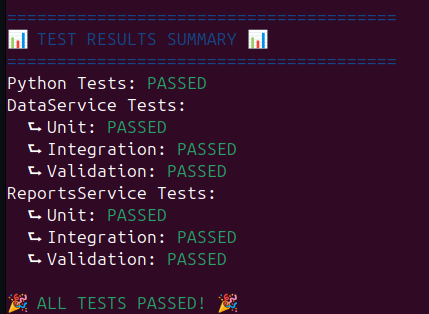 =======================================
📊 TEST RESULTS SUMMARY 📊
=======================================
Python Tests: PASSED
DataService Tests:
  ⮑ Unit: PASSED
  ⮑ Integration: PASSED
  ⮑ Validation: PASSED
ReportsService Tests:
  ⮑ Unit: PASSED
  ⮑ Integration: PASSED
  ⮑ Validation: PASSED
🎉 ALL TESTS PASSED! 🎉